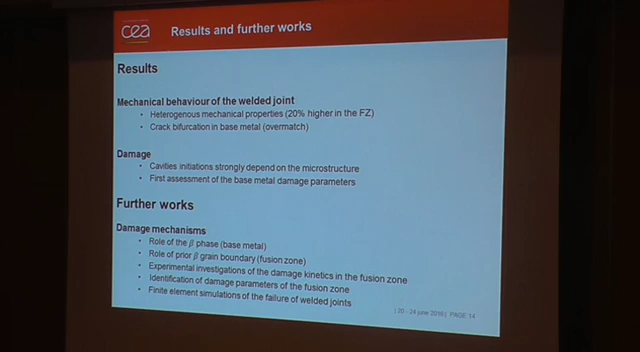 cea
Results and further works
Results
Mechanical behaviour of the welded joint
• Heterogenous mechanical properties (20% higher in the FZ)
• Crack bifurcation in base metal (overmatch)
Damage
• Cavities initiations strongly depend on the microstructure
• First assessment of the base metal damage parameters
Further works
Damage mechanisms
• Role of the β phase (base metal)
• Role of prior β grain boundary (fusion zone)
• Experimental investigations of the damage kinetics in the fusion zone
• Identification of damage parameters of the fusion zone
• Finite element simulations of the failure of welded joints
| 20 - 24 june 2016 | PAGE 14